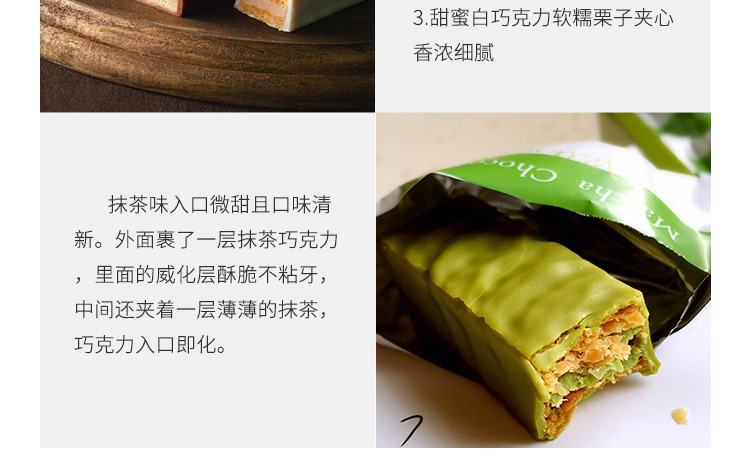 3.甜蜜白巧克力软糯栗子夹心
香浓细腻
抹茶味入口微甜且口味清
新。外面裹了一层抹茶巧克力
，里面的威化层酥脆不粘牙，
中间还夹着一层薄薄的抹茶，
巧克力入口即化。
Matcha Choc